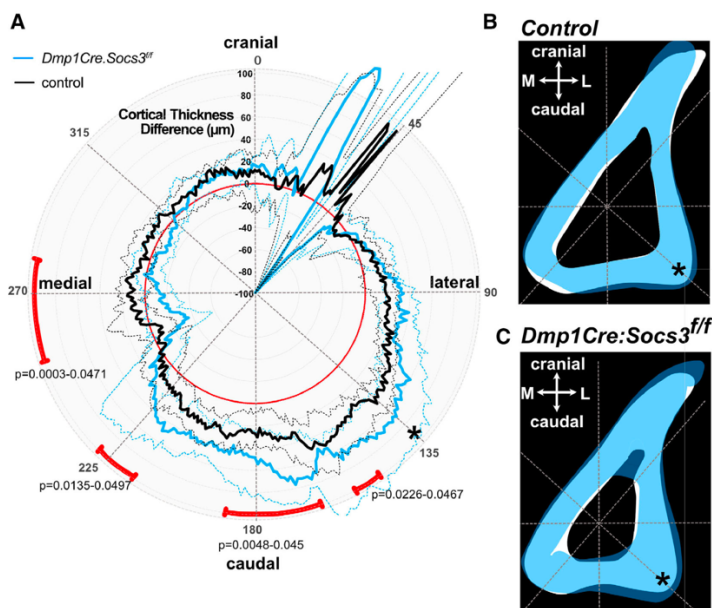 A
Dmp1Cre.Socs3f/f
control
cranial
0
Cortical Thickness
Difference (µm)
100
80
60
40
20
0
-20
-40
-60
-80
-100
315
45
medial
270
lateral
90
p=0.0003-0.0471
*
135
225
p=0.0135-0.0497
p=0.0226-0.0467
180
p=0.0048-0.045
caudal
B
Control
cranial
M L
caudal
*
C
Dmp1Cre:Socs3f/f
cranial
M L
caudal
*